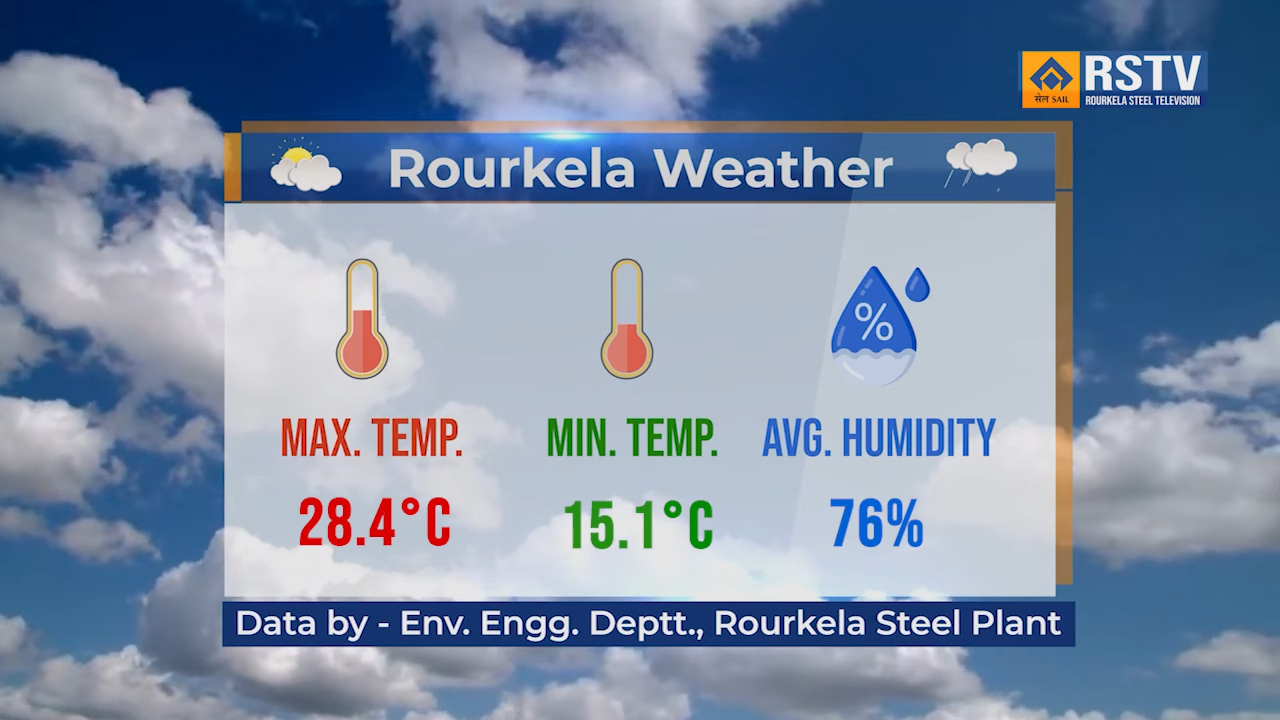 RSTV
सेल SAIL
ROURKELA STEEL TELEVISION
Rourkela Weather
%
MAX. TEMP.
MIN. TEMP.
AVG. HUMIDITY
28.4°C
15.1°C
76%
Data by - Env. Engg. Deptt., Rourkela Steel Plant